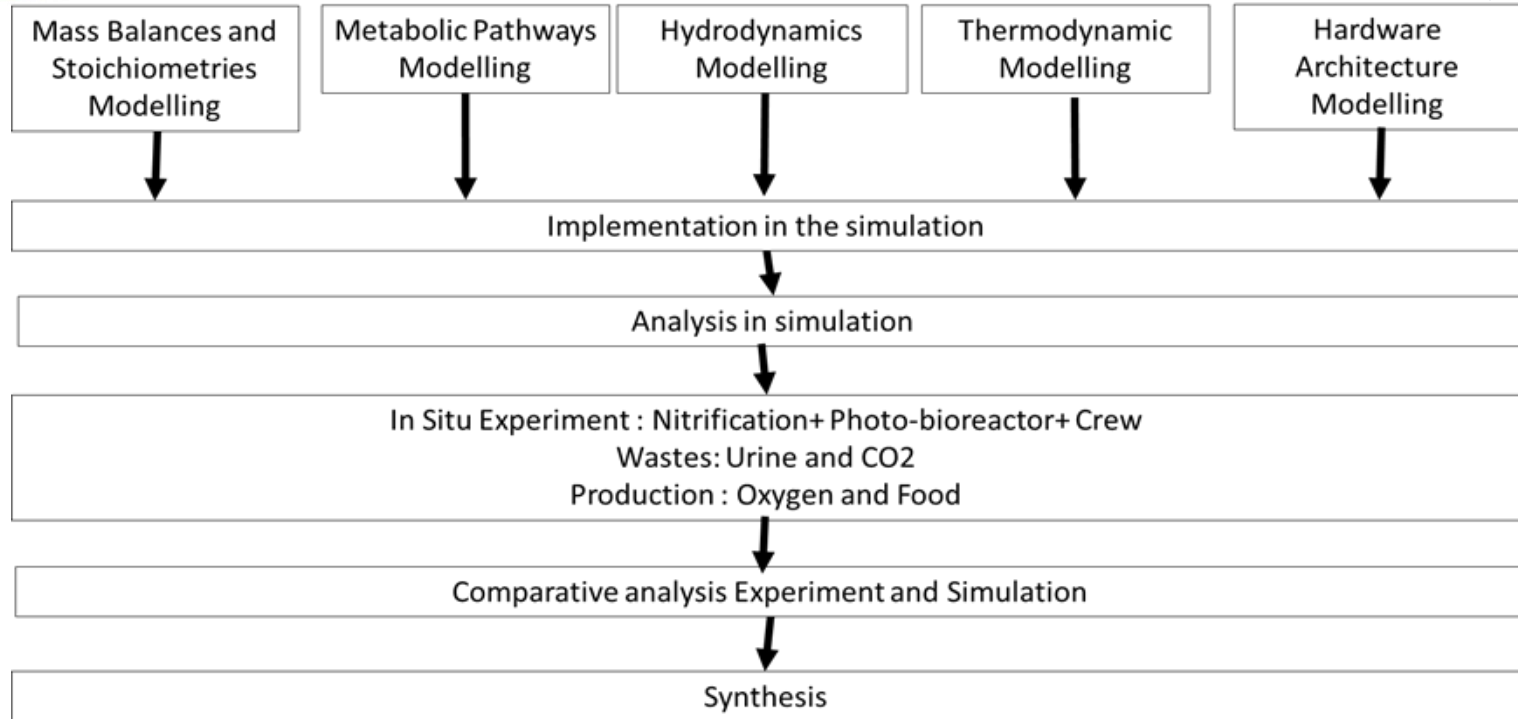 Mass Balances and
Stoichiometries
Modelling
Metabolic Pathways
Modelling
Hydrodynamics
Modelling
Thermodynamic
Modelling
Hardware
Architecture
Modelling
Implementation in the simulation
Analysis in simulation
In Situ Experiment : Nitrification+ Photo-bioreactor+ Crew
Wastes: Urine and CO2
Production : Oxygen and Food
Comparative analysis Experiment and Simulation
Synthesis